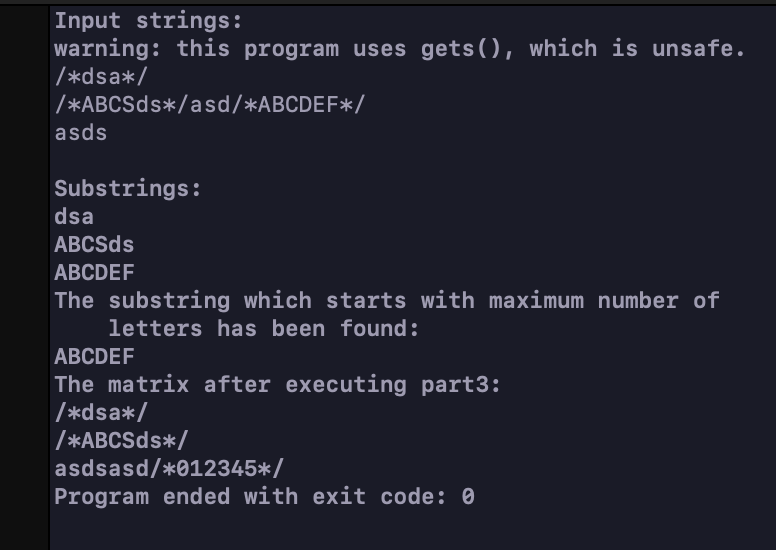 Input strings:
warning: this program uses gets(), which is unsafe.
/*dsa*/
/*ABCSds*/asd/*ABCDEF*/
asds
Substrings:
dsa
ABCSds
ABCDEF
The substring which starts with maximum number of
letters has been found:
ABCDEF
The matrix after executing part3:
/*dsa*/
/*ABCSds*/
asdsasd/*012345*/
Program ended with exit code: 0